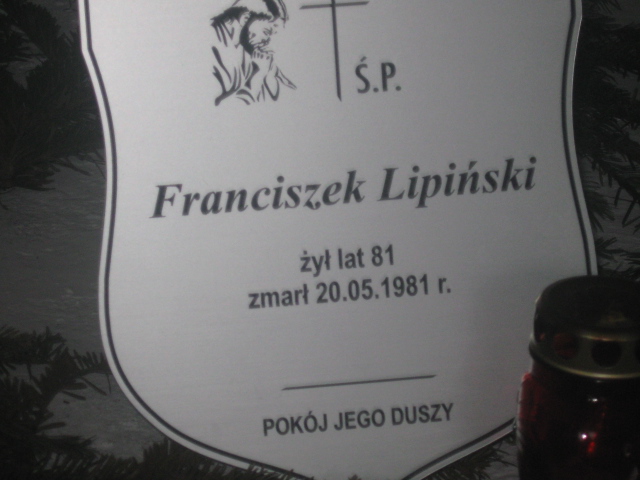 Ś.P.
Franciszek Lipiński
żył lat 81
zmarł 20.05.1981 r.
POKÓJ JEGO DUSZY